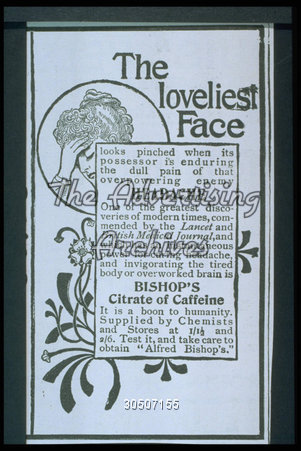 The
loveliest
Face
looks pinched when its
possessor is enduring
the dull pain of that
overpowering enemy
HEADACHE
One of the greatest disco-
veries of modern times, com-
mended by the Lancet and
British Medical Journal, and
power for curing headache,
and invigorating the tired
body or overworked brain is
BISHOP'S
Citrate of Caffeine
It is a boon to humanity.
Supplied by Chemists
and Stores at 1/1½ and
2/6. Test it, and take care to
obtain "Alfred Bishop's."
The Advertising
Archives
30507155